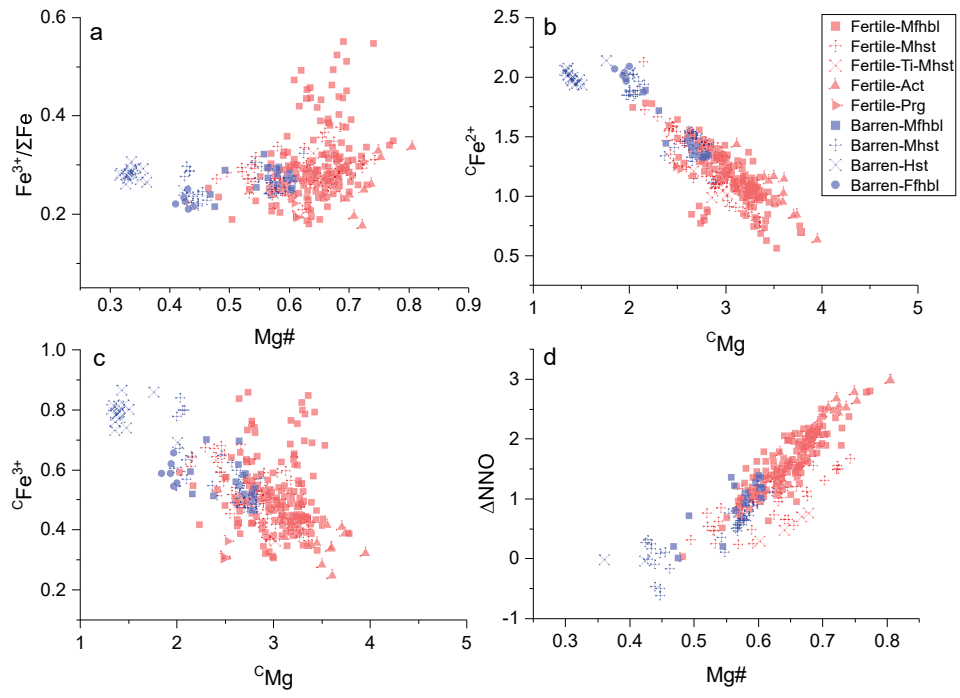 a
Fe3+/ΣFe
0.6
0.4
0.2
0.3
0.4
0.5
0.6
0.7
0.8
0.9
Mg#
b
CFe2+
2.5
2.0
1.5
1.0
0.5
1
2
3
4
5
CMg
Fertile-Mfhbl
Fertile-Mhst
Fertile-Ti-Mhst
Fertile-Act
Fertile-Prg
Barren-Mfhbl
Barren-Mhst
Barren-Hst
Barren-Ffhbl
c
CFe3+
1.0
0.8
0.6
0.4
0.2
1
2
3
4
5
CMg
d
ΔNNO
3
2
1
0
-1
0.3
0.4
0.5
0.6
0.7
0.8
Mg#